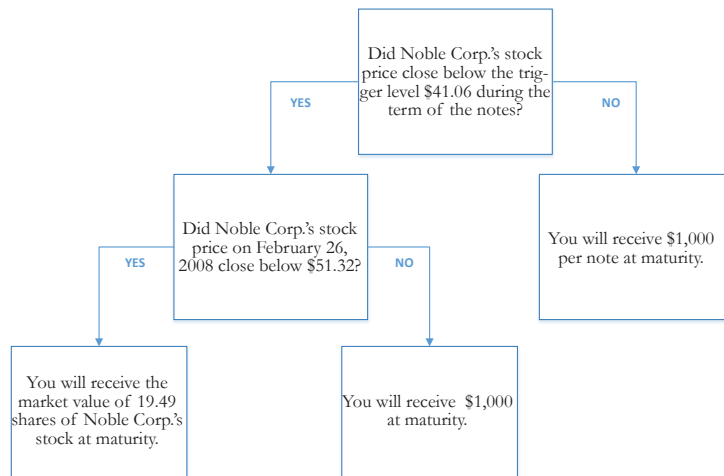 Did Noble Corp.'s stock
price close below the trig-
ger level $41.06 during the
term of the notes?
YES
NO
Did Noble Corp.'s stock
price on February 26,
2008 close below $51.32?
You will receive $1,000
per note at maturity.
YES
NO
You will receive the
market value of 19.49
shares of Noble Corp.'s
stock at maturity.
You will receive $1,000
at maturity.